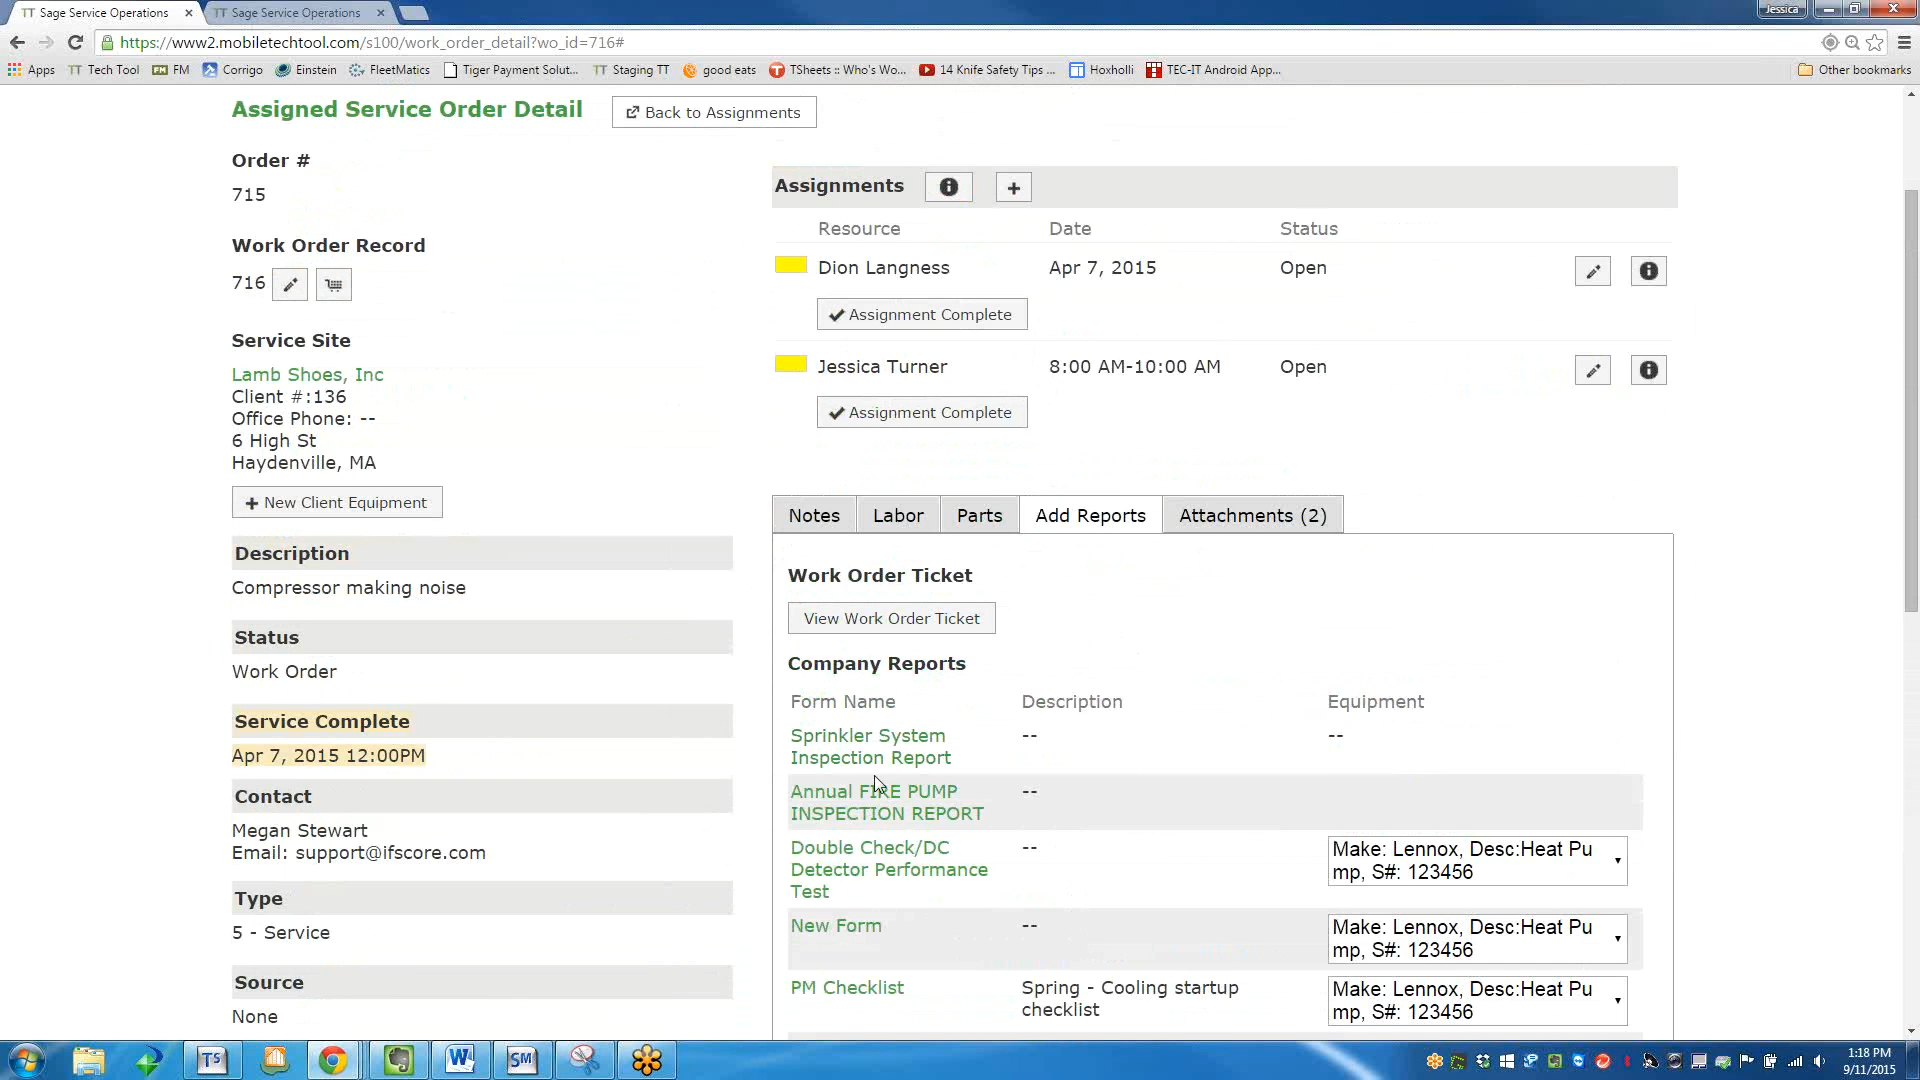 TT Sage Service Operations
TT Sage Service Operations
Jessica
https://www2.mobiletechtool.com/s100/work_order_detail?wo_id=716#
Apps
TT Tech Tool
FM FM
Corrigo
Einstein
FleetMatics
Tiger Payment Solut...
TT Staging TT
good eats
TSheets :: Who's Wo...
14 Knife Safety Tips ...
Hoxholli
TEC-IT Android App...
Other bookmarks
Assigned Service Order Detail
Back to Assignments
Order #
715
Work Order Record
716
Service Site
Lamb Shoes, Inc
Client #:136
Office Phone: --
6 High St
Haydenville, MA
+ New Client Equipment
Description
Compressor making noise
Status
Work Order
Service Complete
Apr 7, 2015 12:00PM
Contact
Megan Stewart
Email: support@ifscore.com
Type
5 - Service
Source
None
Assignments
Resource Date Status
Dion Langness Apr 7, 2015 Open
Assignment Complete
Jessica Turner 8:00 AM-10:00 AM Open
Assignment Complete
Notes Labor Parts Add Reports Attachments (2)
Work Order Ticket
View Work Order Ticket
Company Reports
Form Name Description Equipment
Sprinkler System -- --
Inspection Report
Annual FIRE PUMP --
INSPECTION REPORT
Double Check/DC -- Make: Lennox, Desc:Heat Pu
Detector Performance mp, S#: 123456
Test
New Form -- Make: Lennox, Desc:Heat Pu
mp, S#: 123456
PM Checklist Spring - Cooling startup Make: Lennox, Desc:Heat Pu
checklist mp, S#: 123456
TS
W
SM
1:18 PM
9/11/2015